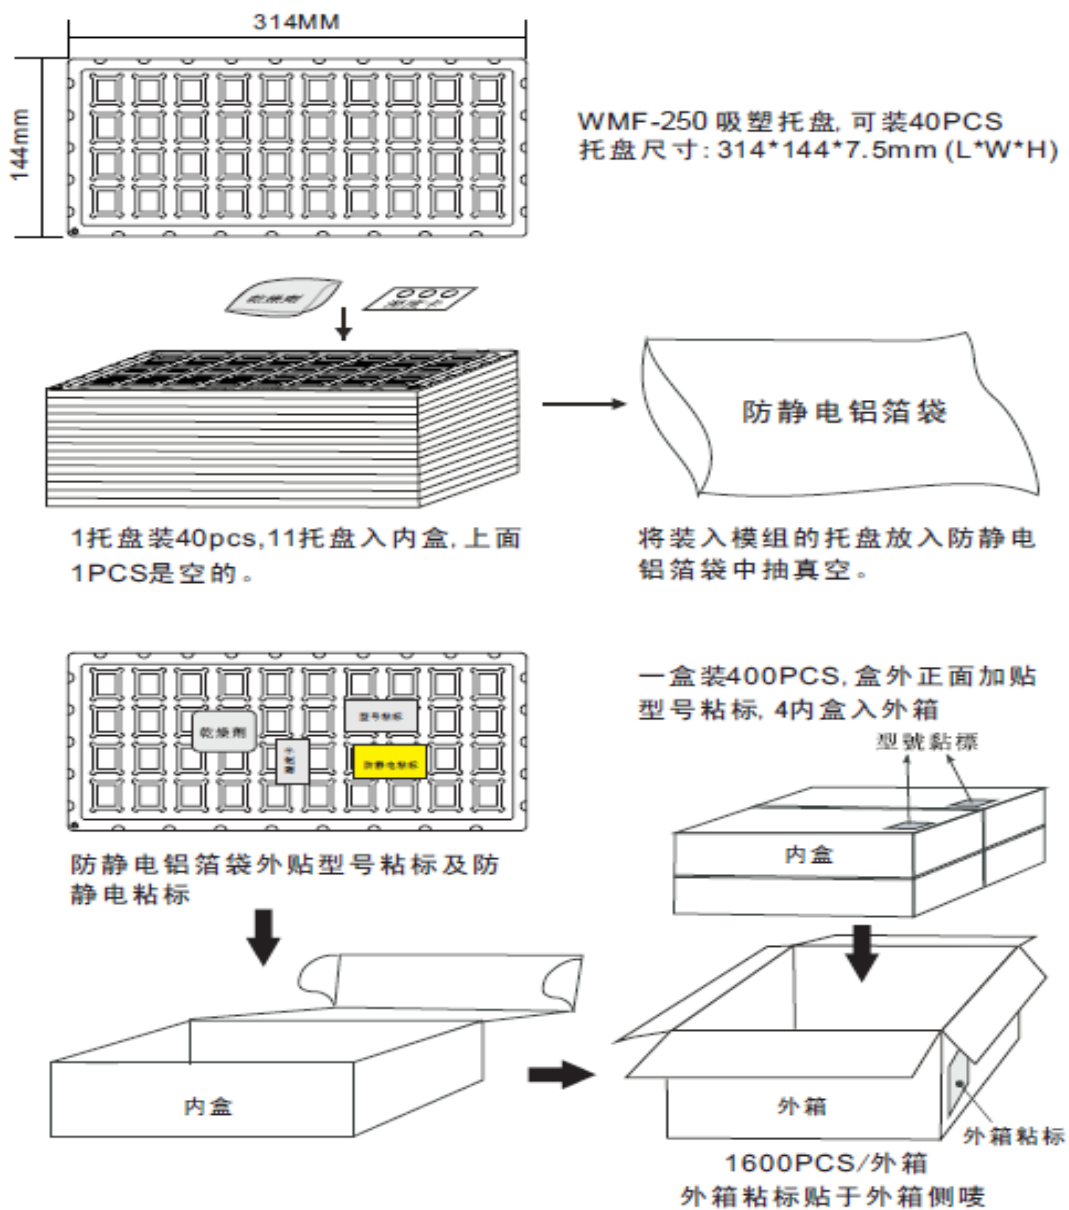 314MM
144mm
WMF-250 吸塑托盘, 可装40PCS
托盘尺寸: 314*144*7.5mm (L*W*H)
乾燥劑
湿度卡
防静电铝箔袋
1托盘装40pcs,11托盘入内盒, 上面
1PCS是空的。
将装入模组的托盘放入防静电
铝箔袋中抽真空。
乾燥劑
型号粘标
防静电粘标
一盒装400PCS, 盒外正面加贴
型号粘标, 4内盒入外箱
型號黏標
内盒
防静电铝箔袋外贴型号粘标及防
静电粘标
内盒
外箱
外箱粘标
1600PCS/外箱
外箱粘标贴于外箱侧唛